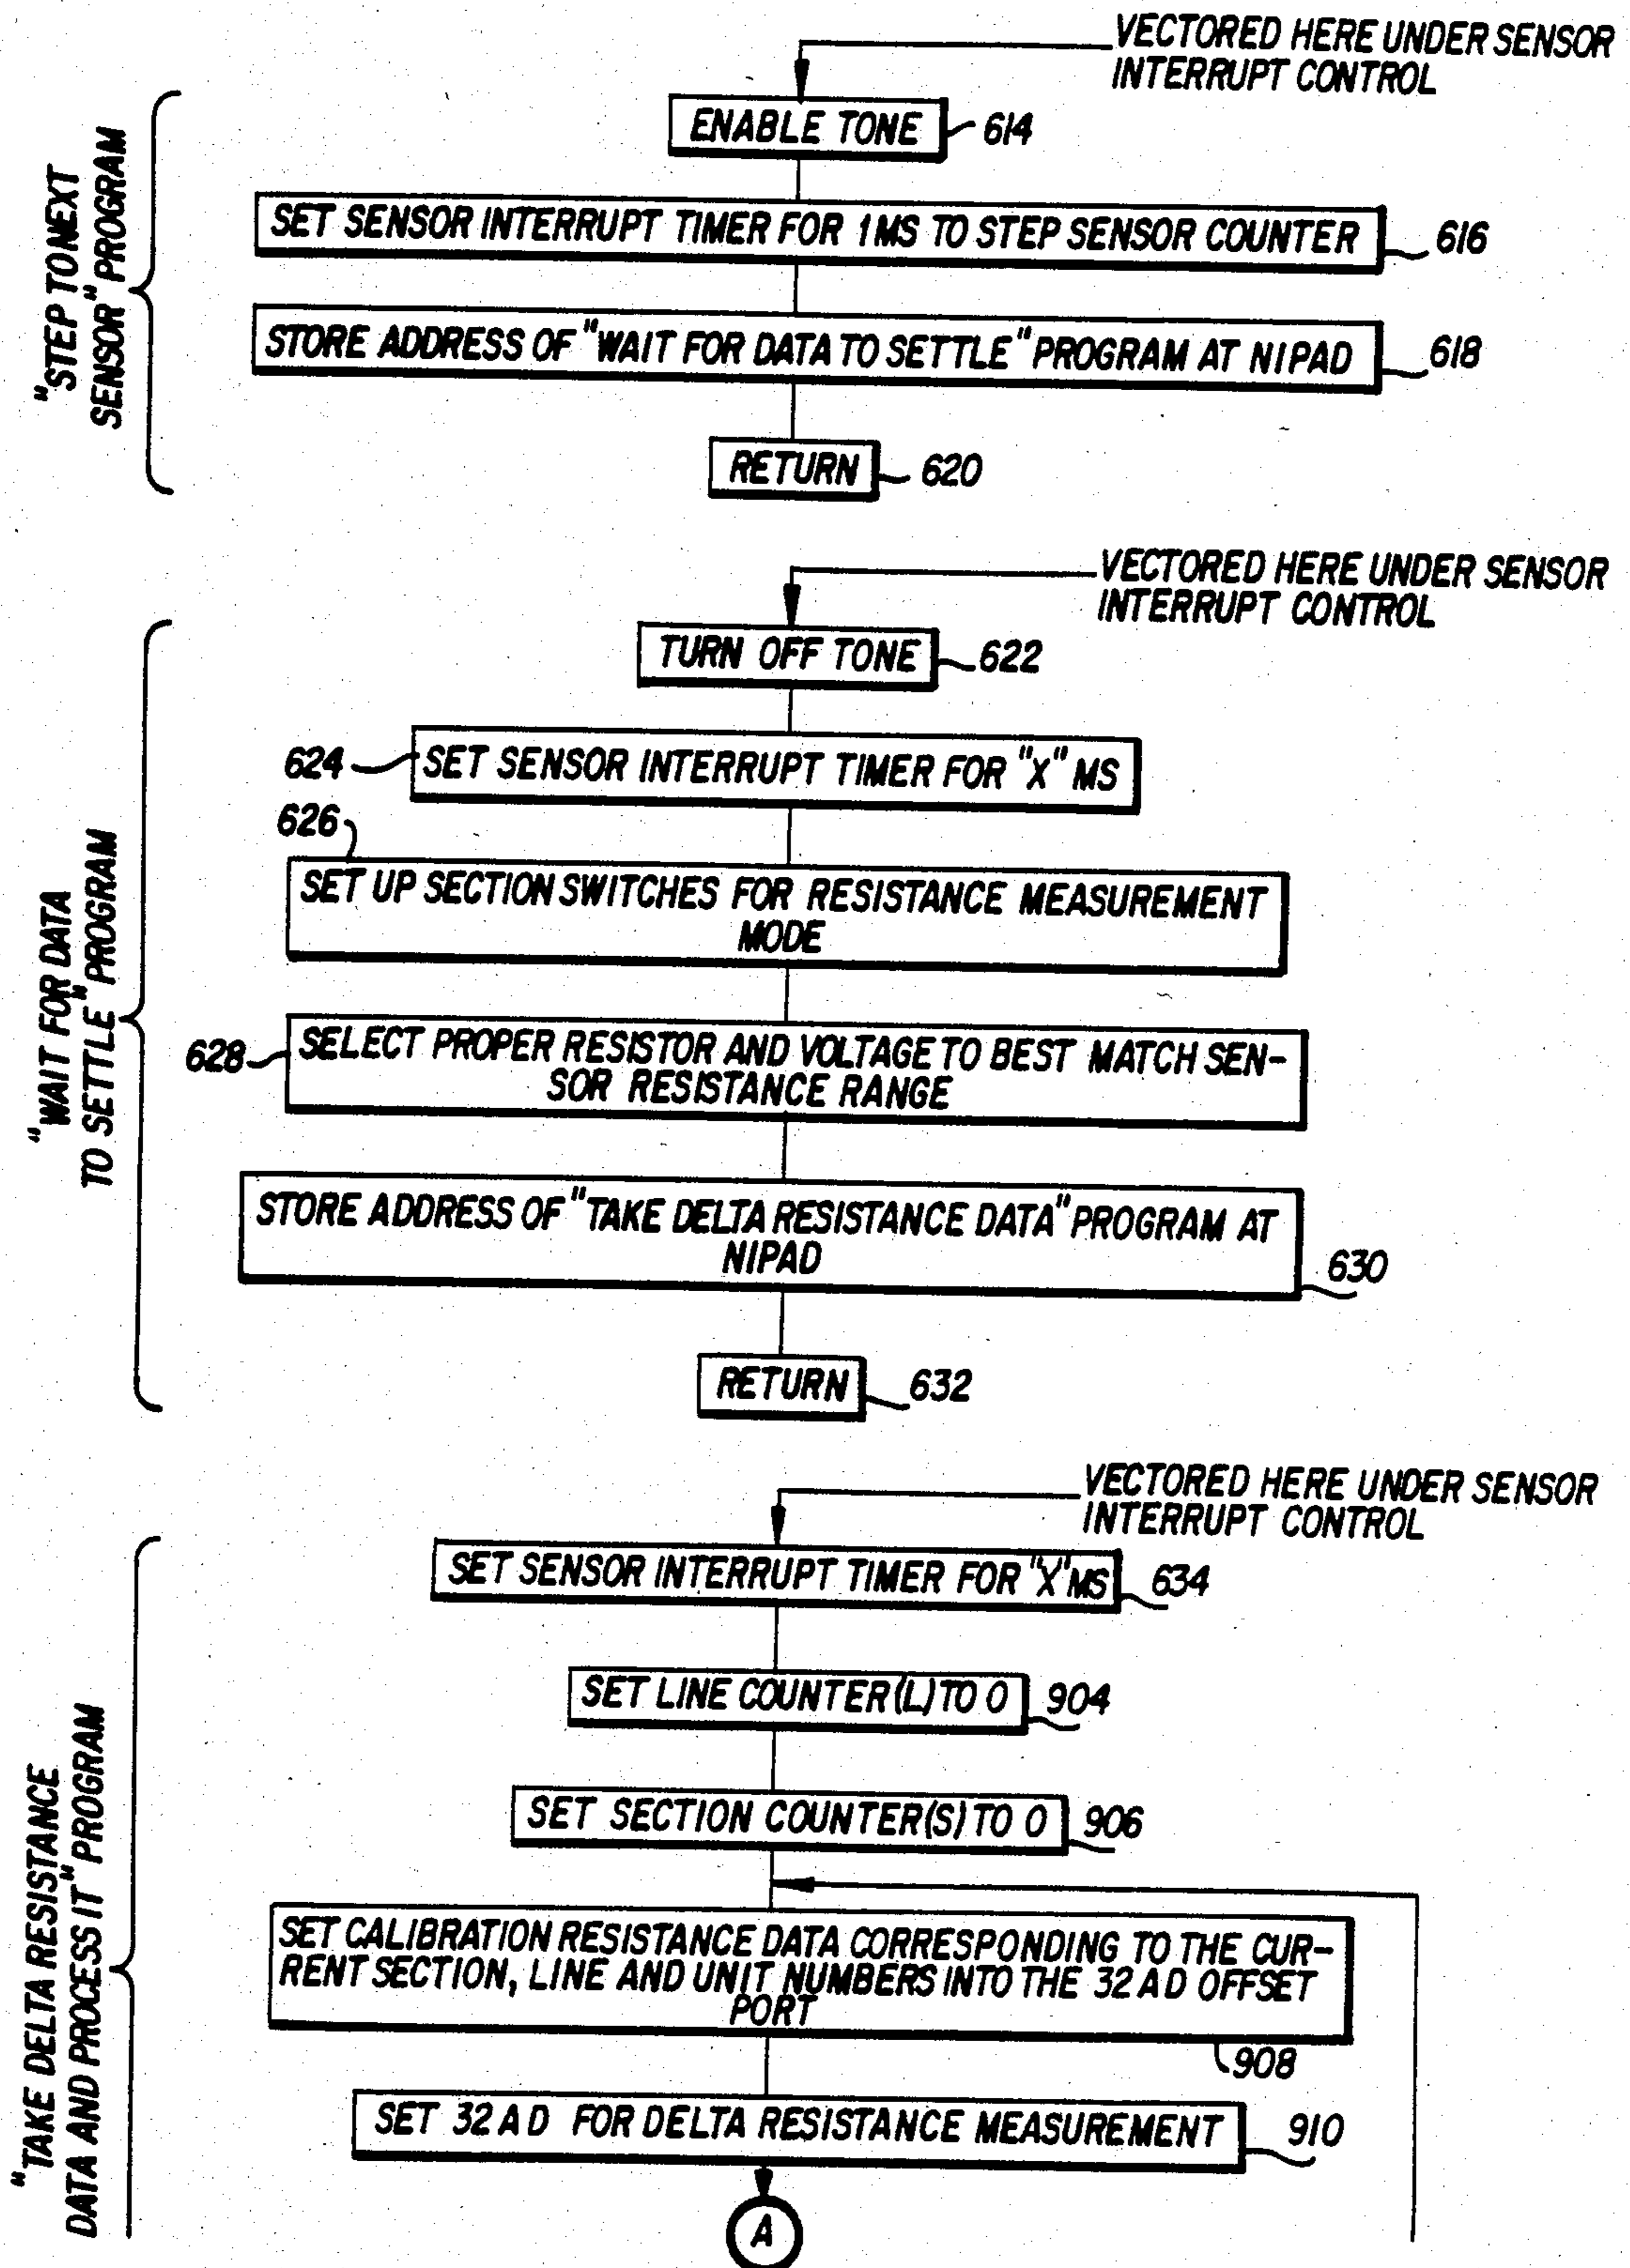 VECTORED HERE UNDER SENSOR
INTERRUPT CONTROL
"STEP TO NEXT
SENSOR" PROGRAM
ENABLE TONE
614
SET SENSOR INTERRUPT TIMER FOR 1 MS TO STEP SENSOR COUNTER
616
STORE ADDRESS OF "WAIT FOR DATA TO SETTLE" PROGRAM AT NIPAD
618
RETURN
620
VECTORED HERE UNDER SENSOR
INTERRUPT CONTROL
"WAIT FOR DATA
TO SETTLE" PROGRAM
TURN OFF TONE
622
624
SET SENSOR INTERRUPT TIMER FOR "X" MS
626
SET UP SECTION SWITCHES FOR RESISTANCE MEASUREMENT
MODE
628
SELECT PROPER RESISTOR AND VOLTAGE TO BEST MATCH SEN-
SOR RESISTANCE RANGE
STORE ADDRESS OF "TAKE DELTA RESISTANCE DATA" PROGRAM AT
NIPAD
630
RETURN
632
VECTORED HERE UNDER SENSOR
INTERRUPT CONTROL
"TAKE DELTA RESISTANCE
DATA AND PROCESS IT" PROGRAM
SET SENSOR INTERRUPT TIMER FOR "X" MS
634
SET LINE COUNTER (L) TO 0
904
SET SECTION COUNTER (S) TO 0
906
SET CALIBRATION RESISTANCE DATA CORRESPONDING TO THE CUR-
RENT SECTION, LINE AND UNIT NUMBERS INTO THE 32 A D OFFSET
PORT
908
SET 32 A D FOR DELTA RESISTANCE MEASUREMENT
910
A